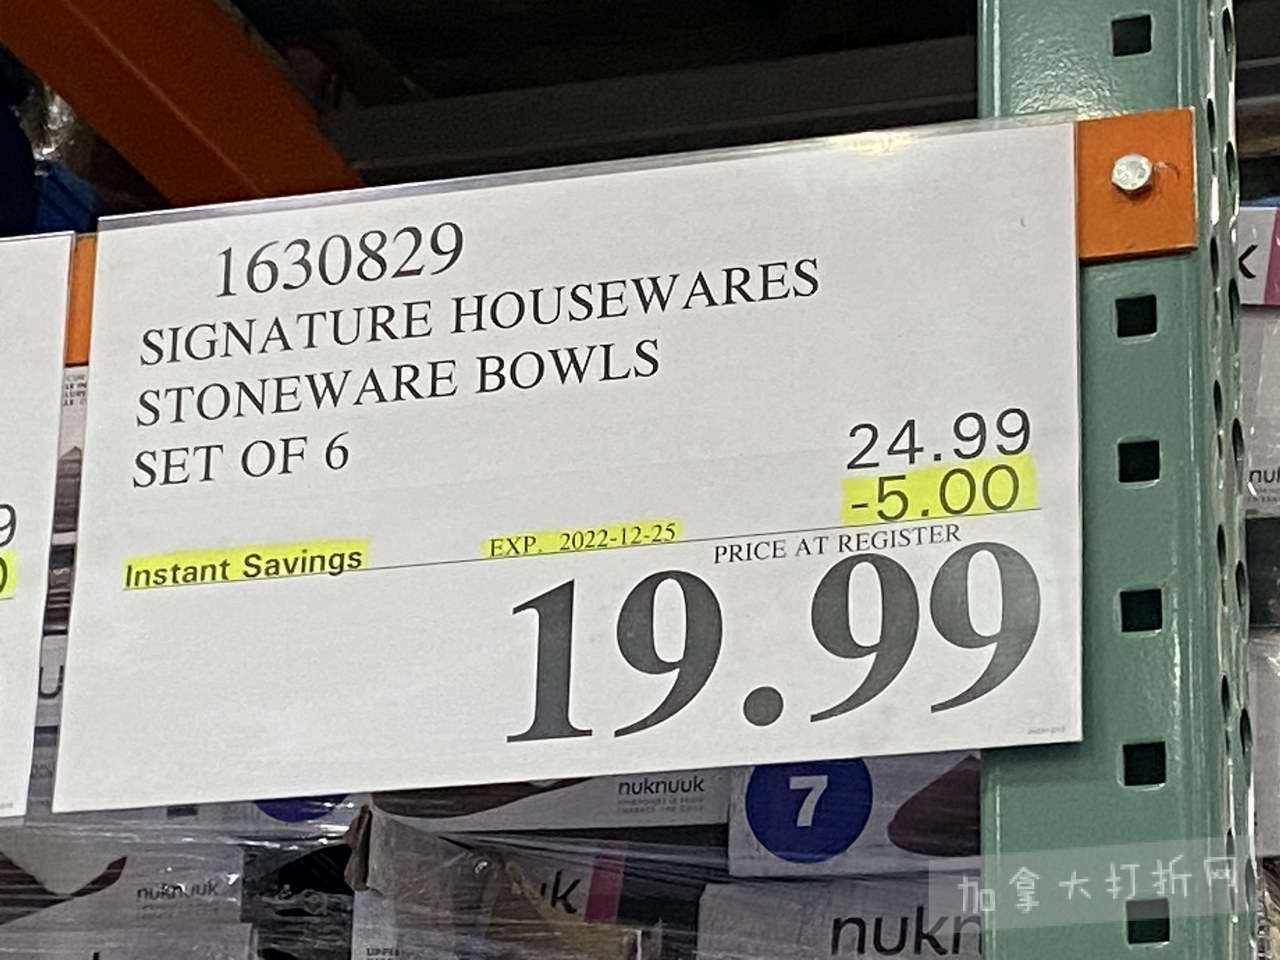 1630829
SIGNATURE HOUSEWARES
STONEWARE BOWLS
SET OF 6
24.99
-5.00
Instant Savings
EXP. 2022-12-25
PRICE AT REGISTER
19.99
nuknuuk
7
nuknuuk
加拿大打折网